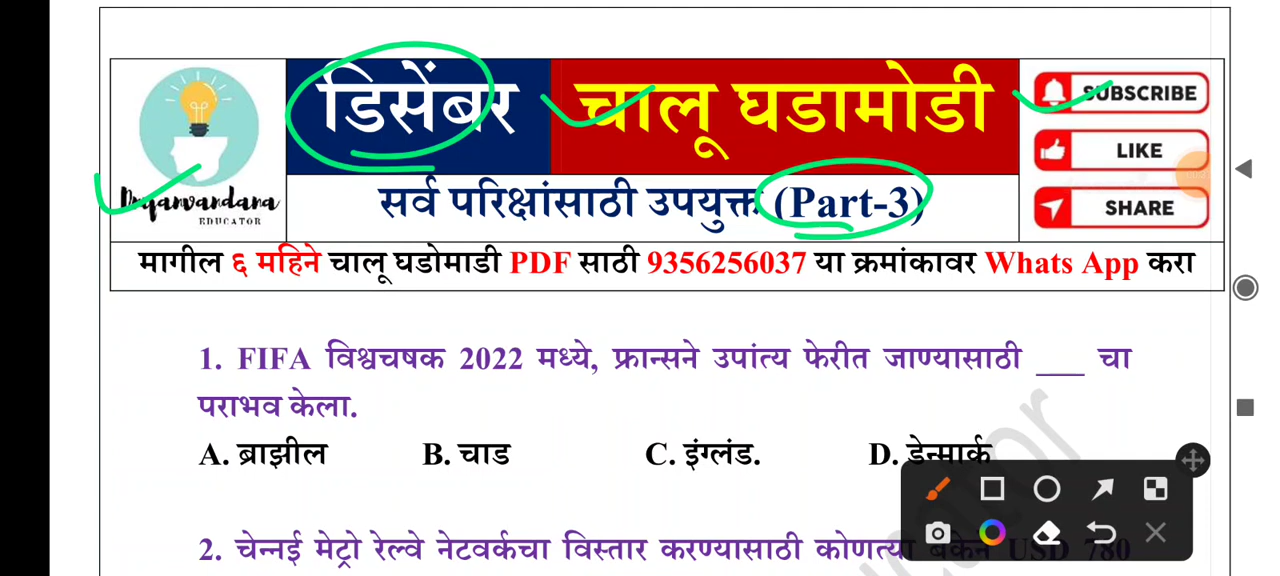 डिसेंबर चालू घडामोडी
SUBSCRIBE
LIKE
Dnyanvandana
EDUCATOR
सर्व परिक्षांसाठी उपयुक्त (Part-3)
SHARE
मागील ६ महिने चालू घडोमाडी PDF साठी 9356256037 या क्रमांकावर Whats App करा
1. FIFA विश्वचषक 2022 मध्ये, फ्रान्सने उपांत्य फेरीत जाण्यासाठी ___ चा
पराभव केला.
A. ब्राझील B. चाड C. इंग्लंड. D. डेन्मार्क
2. चेन्नई मेट्रो रेल्वे नेटवर्कचा विस्तार करण्यासाठी कोणत्या बँकेने USD 780